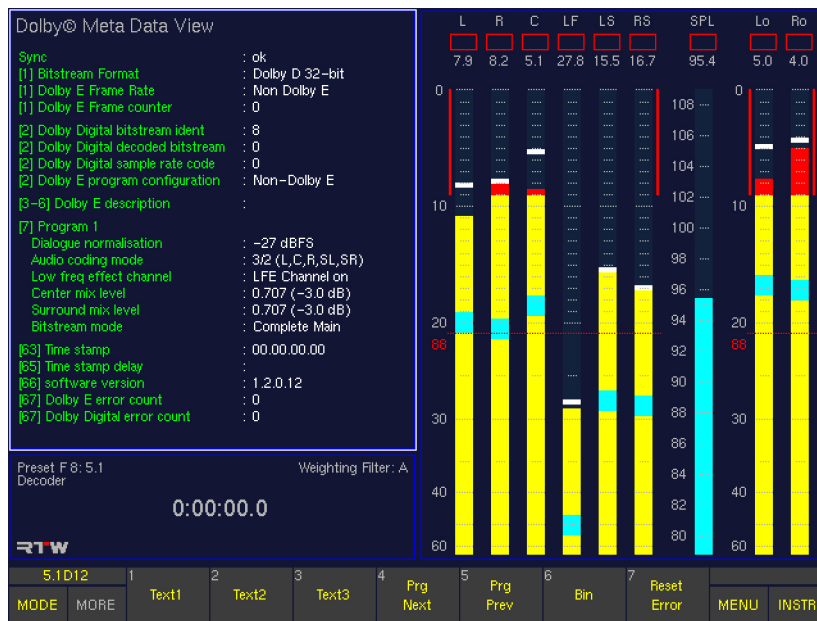 Dolby© Meta Data View
Sync : ok
[1] Bitstream Format : Dolby D 32-bit
[1] Dolby E Frame Rate : Non Dolby E
[1] Dolby E Frame counter : 0
[2] Dolby Digital bitstream ident : 8
[2] Dolby Digital decoded bitstream : 0
[2] Dolby Digital sample rate code : 0
[2] Dolby E program configuration : Non-Dolby E
[3-6] Dolby E description :
[7] Program 1
Dialogue normalisation : -27 dBFS
Audio coding mode : 3/2 (L,C,R,SL,SR)
Low freq effect channel : LFE Channel on
Center mix level : 0.707 (-3.0 dB)
Surround mix level : 0.707 (-3.0 dB)
Bitstream mode : Complete Main
[63] Time stamp : 00.00.00.00
[65] Time stamp delay :
[66] software version : 1.2.0.12
[67] Dolby E error count : 0
[67] Dolby Digital error count : 0
Preset F 8: 5.1 Weighting Filter: A
Decoder
0:00:00.0
RTW
L R C LF LS RS SPL Lo Ro
7.9 8.2 5.1 27.8 15.5 16.7 95.4 5.0 4.0
0 0
108
106
104
102
10 10
100
98
96
94
20 20
88 88
92
90
88
30 30
86
84
40 40
82
80
60 60
5.1D12 1 Text1 2 Text2 3 Text3 4 Prg Next 5 Prg Prev 6 Bin 7 Reset Error
MODE MORE MENU INSTR